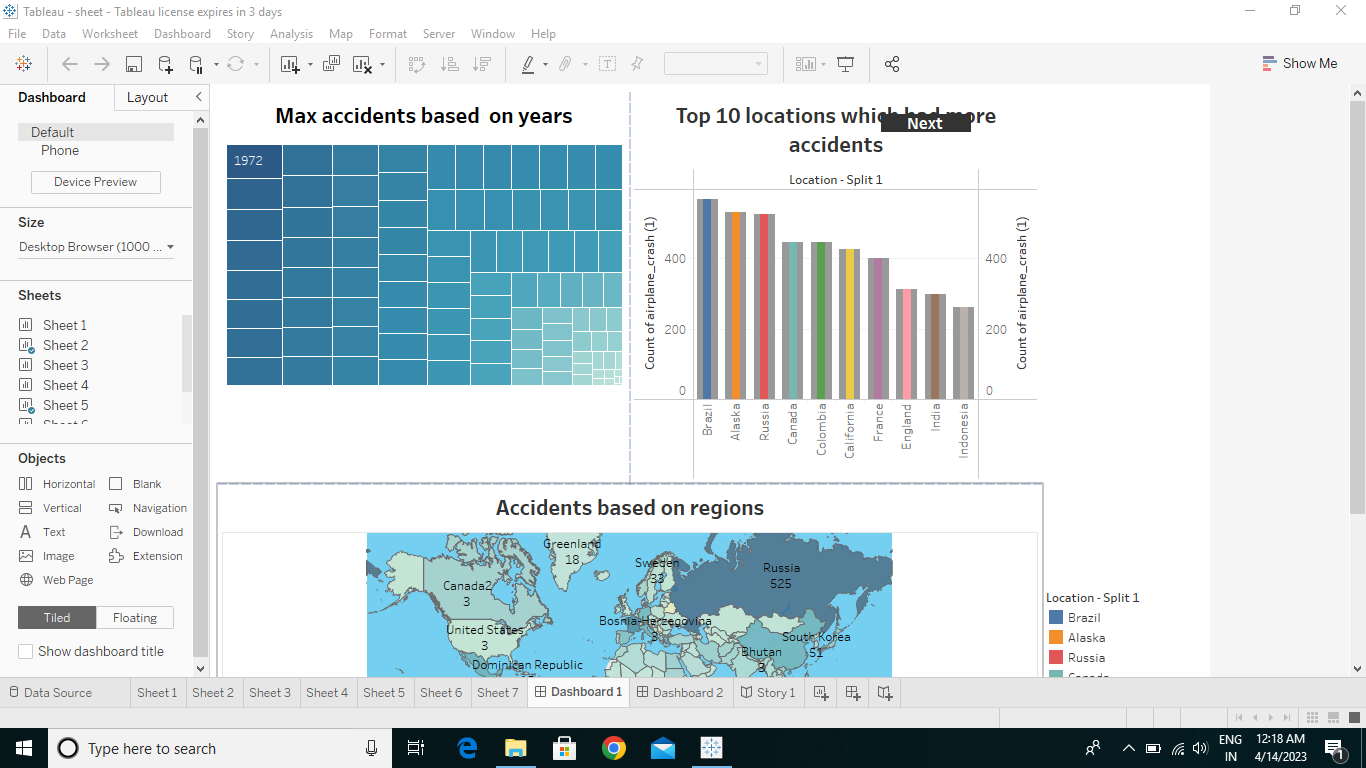 Tableau - sheet - Tableau license expires in 3 days
File Data Worksheet Dashboard Story Analysis Map Format Server Window Help
Show Me
Dashboard Layout
Default
Phone
Device Preview
Size
Desktop Browser (1000 ...
Sheets
Sheet 1
Sheet 2
Sheet 3
Sheet 4
Sheet 5
Objects
Horizontal Blank
Vertical Navigation
Text Download
Image Extension
Web Page
Tiled Floating
Show dashboard title
Max accidents based on years
1972
Top 10 locations which had more
Next
accidents
Location - Split 1
Count of airplane_crash (1)
400
200
0
Brazil
Alaska
Russia
Canada
Colombia
California
France
England
India
Indonesia
400
200
0
Count of airplane_crash (1)
Accidents based on regions
Greenland
18
Sweden
33
Russia
525
Canada2
3
Bosnia-Herzegovina
3
United States
3
South Korea
51
Bhutan
3
Dominican Republic
Location - Split 1
Brazil
Alaska
Russia
Canada
Data Source Sheet 1 Sheet 2 Sheet 3 Sheet 4 Sheet 5 Sheet 6 Sheet 7 Dashboard 1 Dashboard 2 Story 1
Type here to search
ENG
IN
12:18 AM
4/14/2023
1